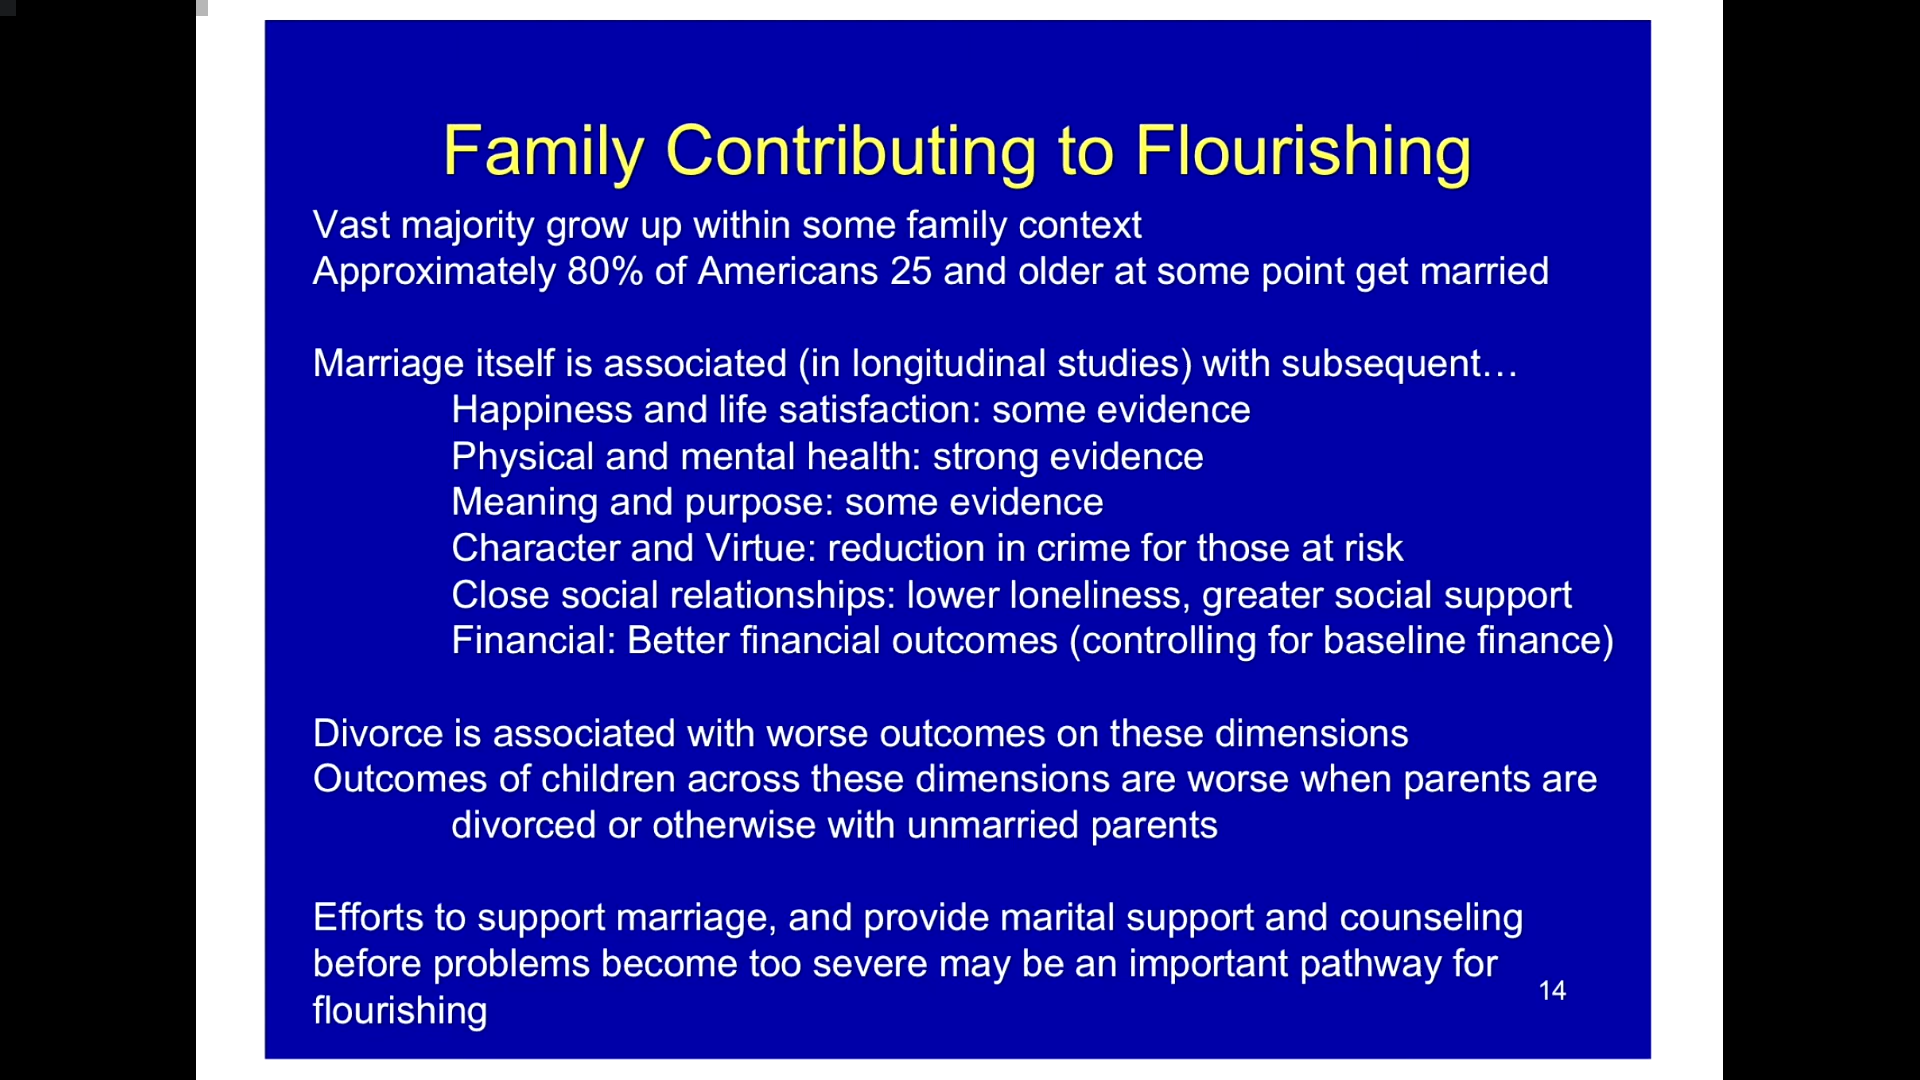 Family Contributing to Flourishing
Vast majority grow up within some family context
Approximately 80% of Americans 25 and older at some point get married
Marriage itself is associated (in longitudinal studies) with subsequent…
Happiness and life satisfaction: some evidence
Physical and mental health: strong evidence
Meaning and purpose: some evidence
Character and Virtue: reduction in crime for those at risk
Close social relationships: lower loneliness, greater social support
Financial: Better financial outcomes (controlling for baseline finance)
Divorce is associated with worse outcomes on these dimensions
Outcomes of children across these dimensions are worse when parents are
divorced or otherwise with unmarried parents
Efforts to support marriage, and provide marital support and counseling
before problems become too severe may be an important pathway for
flourishing
14